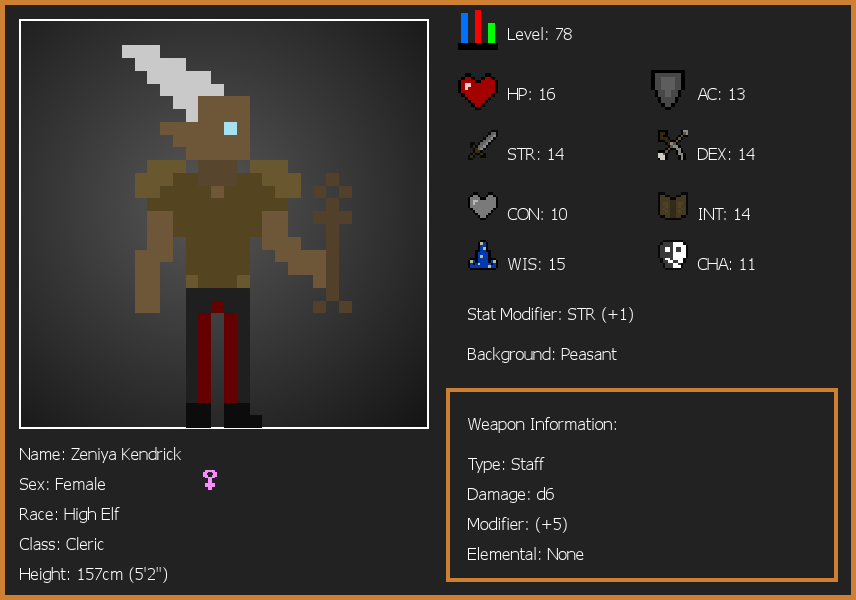 Level: 78
HP: 16
AC: 13
STR: 14
DEX: 14
CON: 10
INT: 14
WIS: 15
CHA: 11
Stat Modifier: STR (+1)
Background: Peasant
Weapon Information:
Type: Staff
Damage: d6
Modifier: (+5)
Elemental: None
Name: Zeniya Kendrick
Sex: Female
Race: High Elf
Class: Cleric
Height: 157cm (5'2")